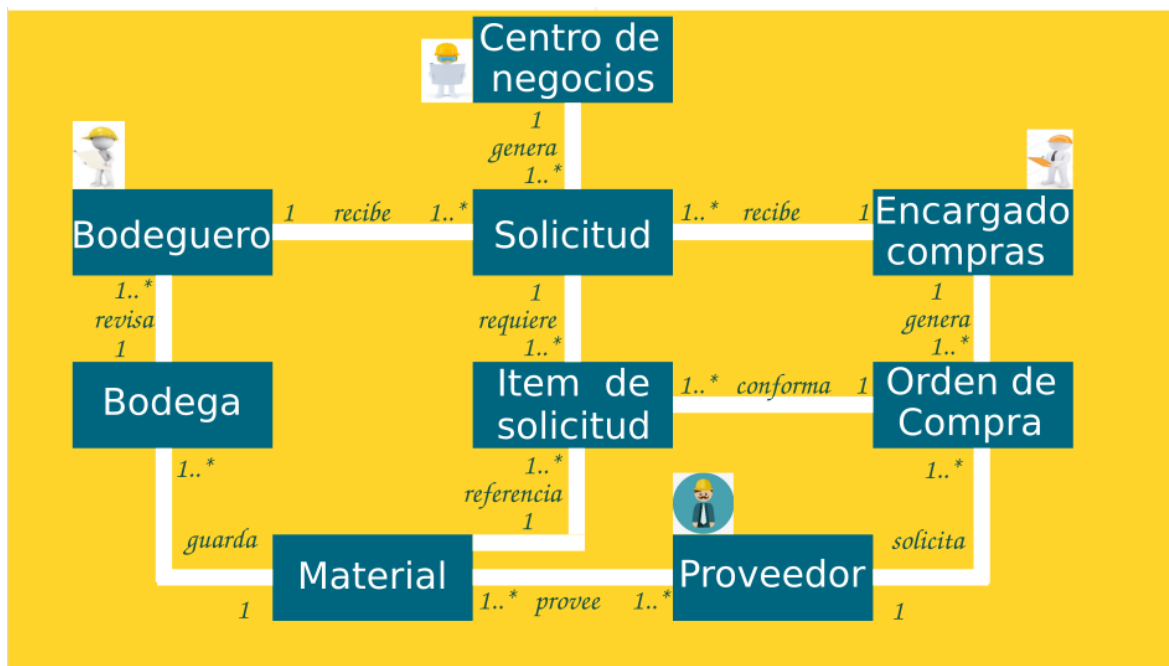 Centro de
negocios
1
genera
1..*
Bodeguero
1 recibe 1..*
Solicitud
1..* recibe 1
Encargado
compras
1..*
revisa
1
1
requiere
1..*
1
genera
1..*
Bodega
Item de
solicitud
1..* conforma 1
Orden de
Compra
1..*
guarda
1
1..*
referencia
1
1..*
solicita
1
Material
1..* provee 1..*
Proveedor